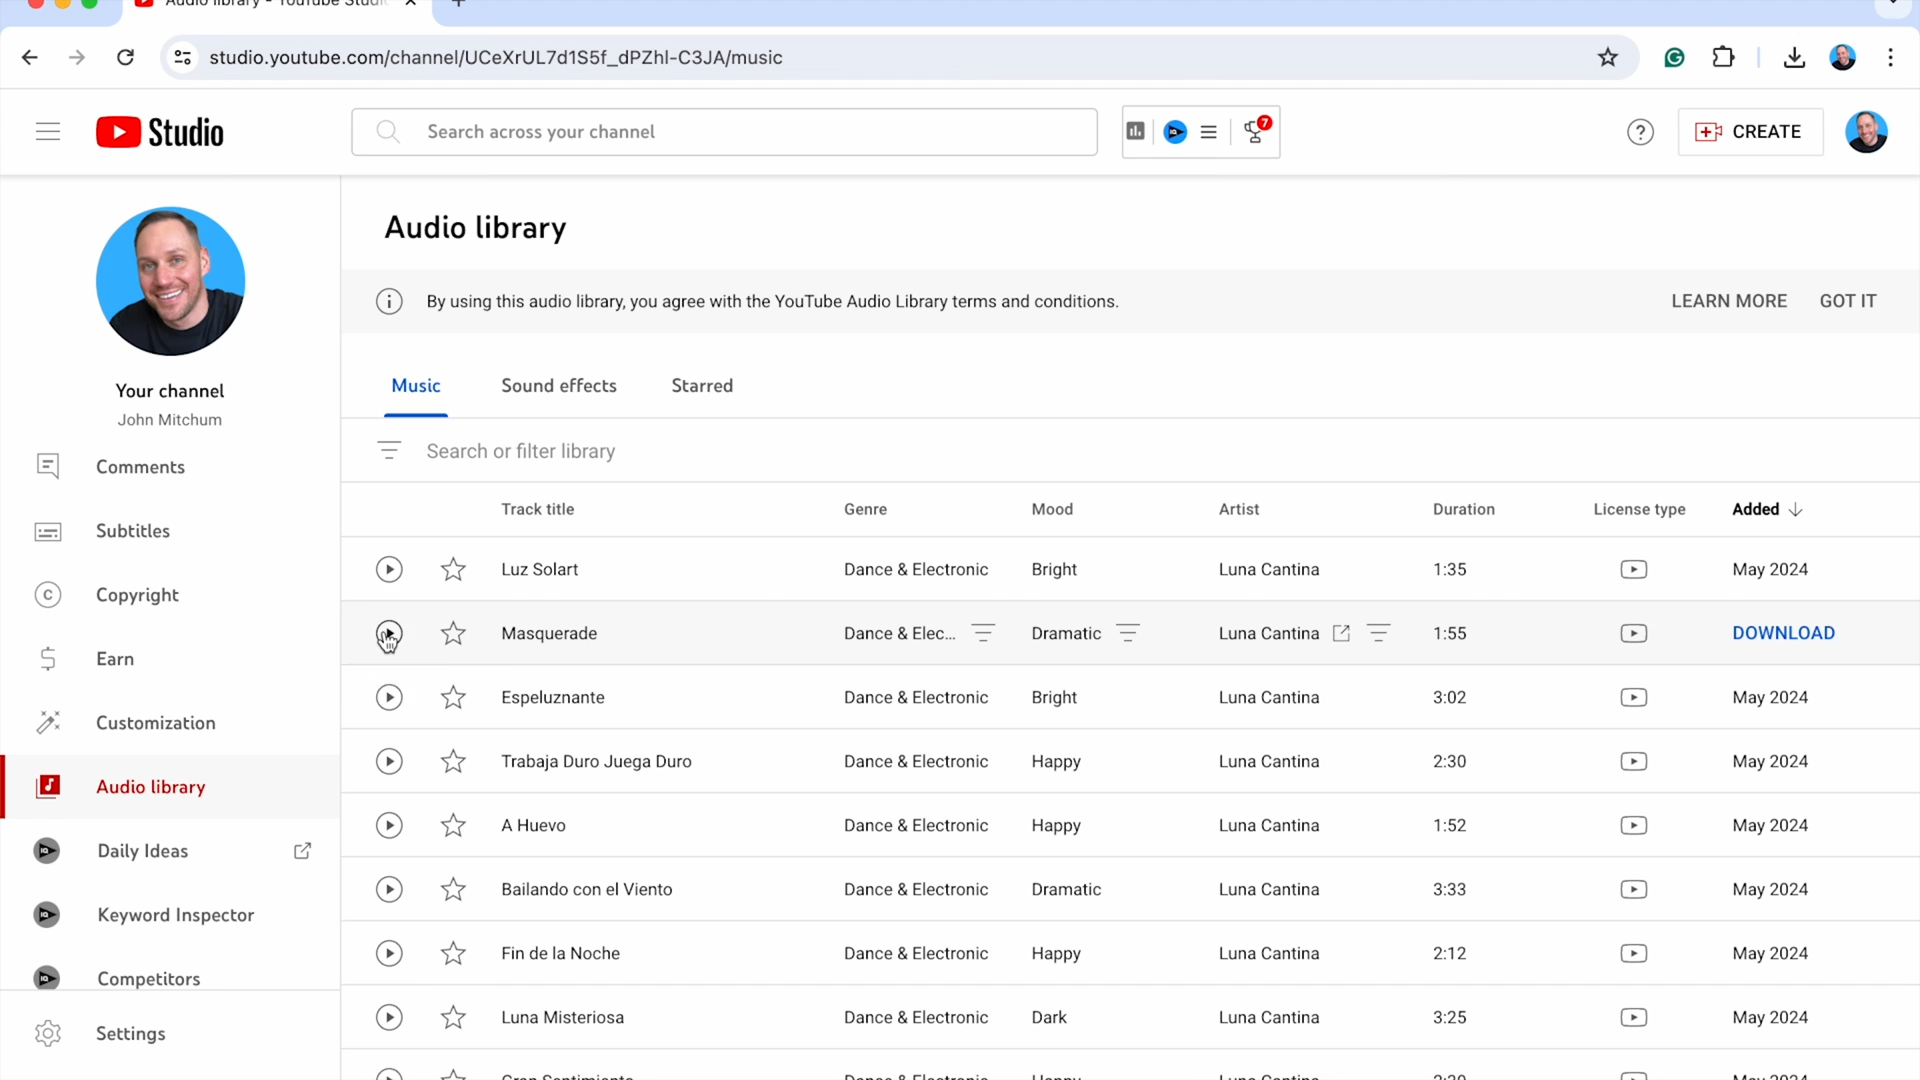 Audio library - YouTube Studio
studio.youtube.com/channel/UCeXrUL7d1S5f_dPZhl-C3JA/music
Studio
Search across your channel
7
CREATE
Audio library
By using this audio library, you agree with the YouTube Audio Library terms and conditions.
LEARN MORE
GOT IT
Your channel
John Mitchum
Comments
Subtitles
Copyright
Earn
Customization
Audio library
Daily Ideas
Keyword Inspector
Competitors
Settings
Music Sound effects Starred
Search or filter library
Track title Genre Mood Artist Duration License type Added
Luz Solart Dance & Electronic Bright Luna Cantina 1:35 May 2024
Masquerade Dance & Elec... Dramatic Luna Cantina 1:55 DOWNLOAD
Espeluznante Dance & Electronic Bright Luna Cantina 3:02 May 2024
Trabaja Duro Juega Duro Dance & Electronic Happy Luna Cantina 2:30 May 2024
A Huevo Dance & Electronic Happy Luna Cantina 1:52 May 2024
Bailando con el Viento Dance & Electronic Dramatic Luna Cantina 3:33 May 2024
Fin de la Noche Dance & Electronic Happy Luna Cantina 2:12 May 2024
Luna Misteriosa Dance & Electronic Dark Luna Cantina 3:25 May 2024